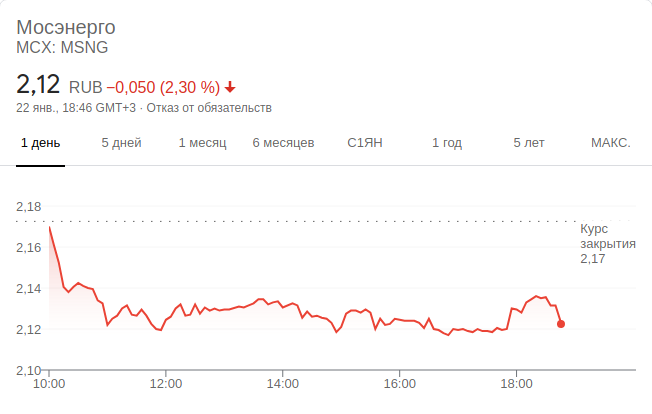 Мосэнерго
MCX: MSNG
2,12 RUB −0,050 (2,30 %)
22 янв., 18:46 GMT+3 · Отказ от обязательств
1 день 5 дней 1 месяц 6 месяцев С1ЯН 1 год 5 лет МАКС.
2,18
Курс
закрытия
2,17
2,16
2,14
2,12
2,10
10:00 12:00 14:00 16:00 18:00